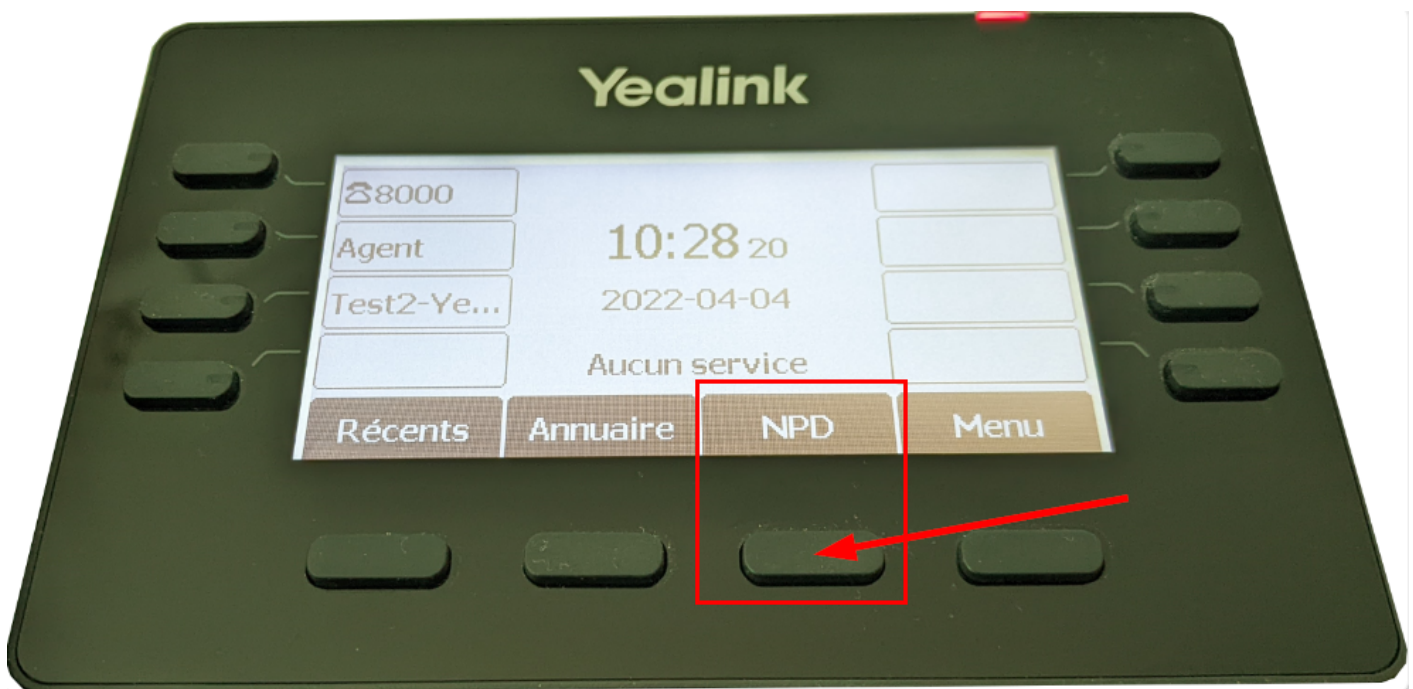 Yealink
☎8000
Agent
Test2-Ye...
10:28 20
2022-04-04
Aucun service
Récents
Annuaire
NPD
Menu